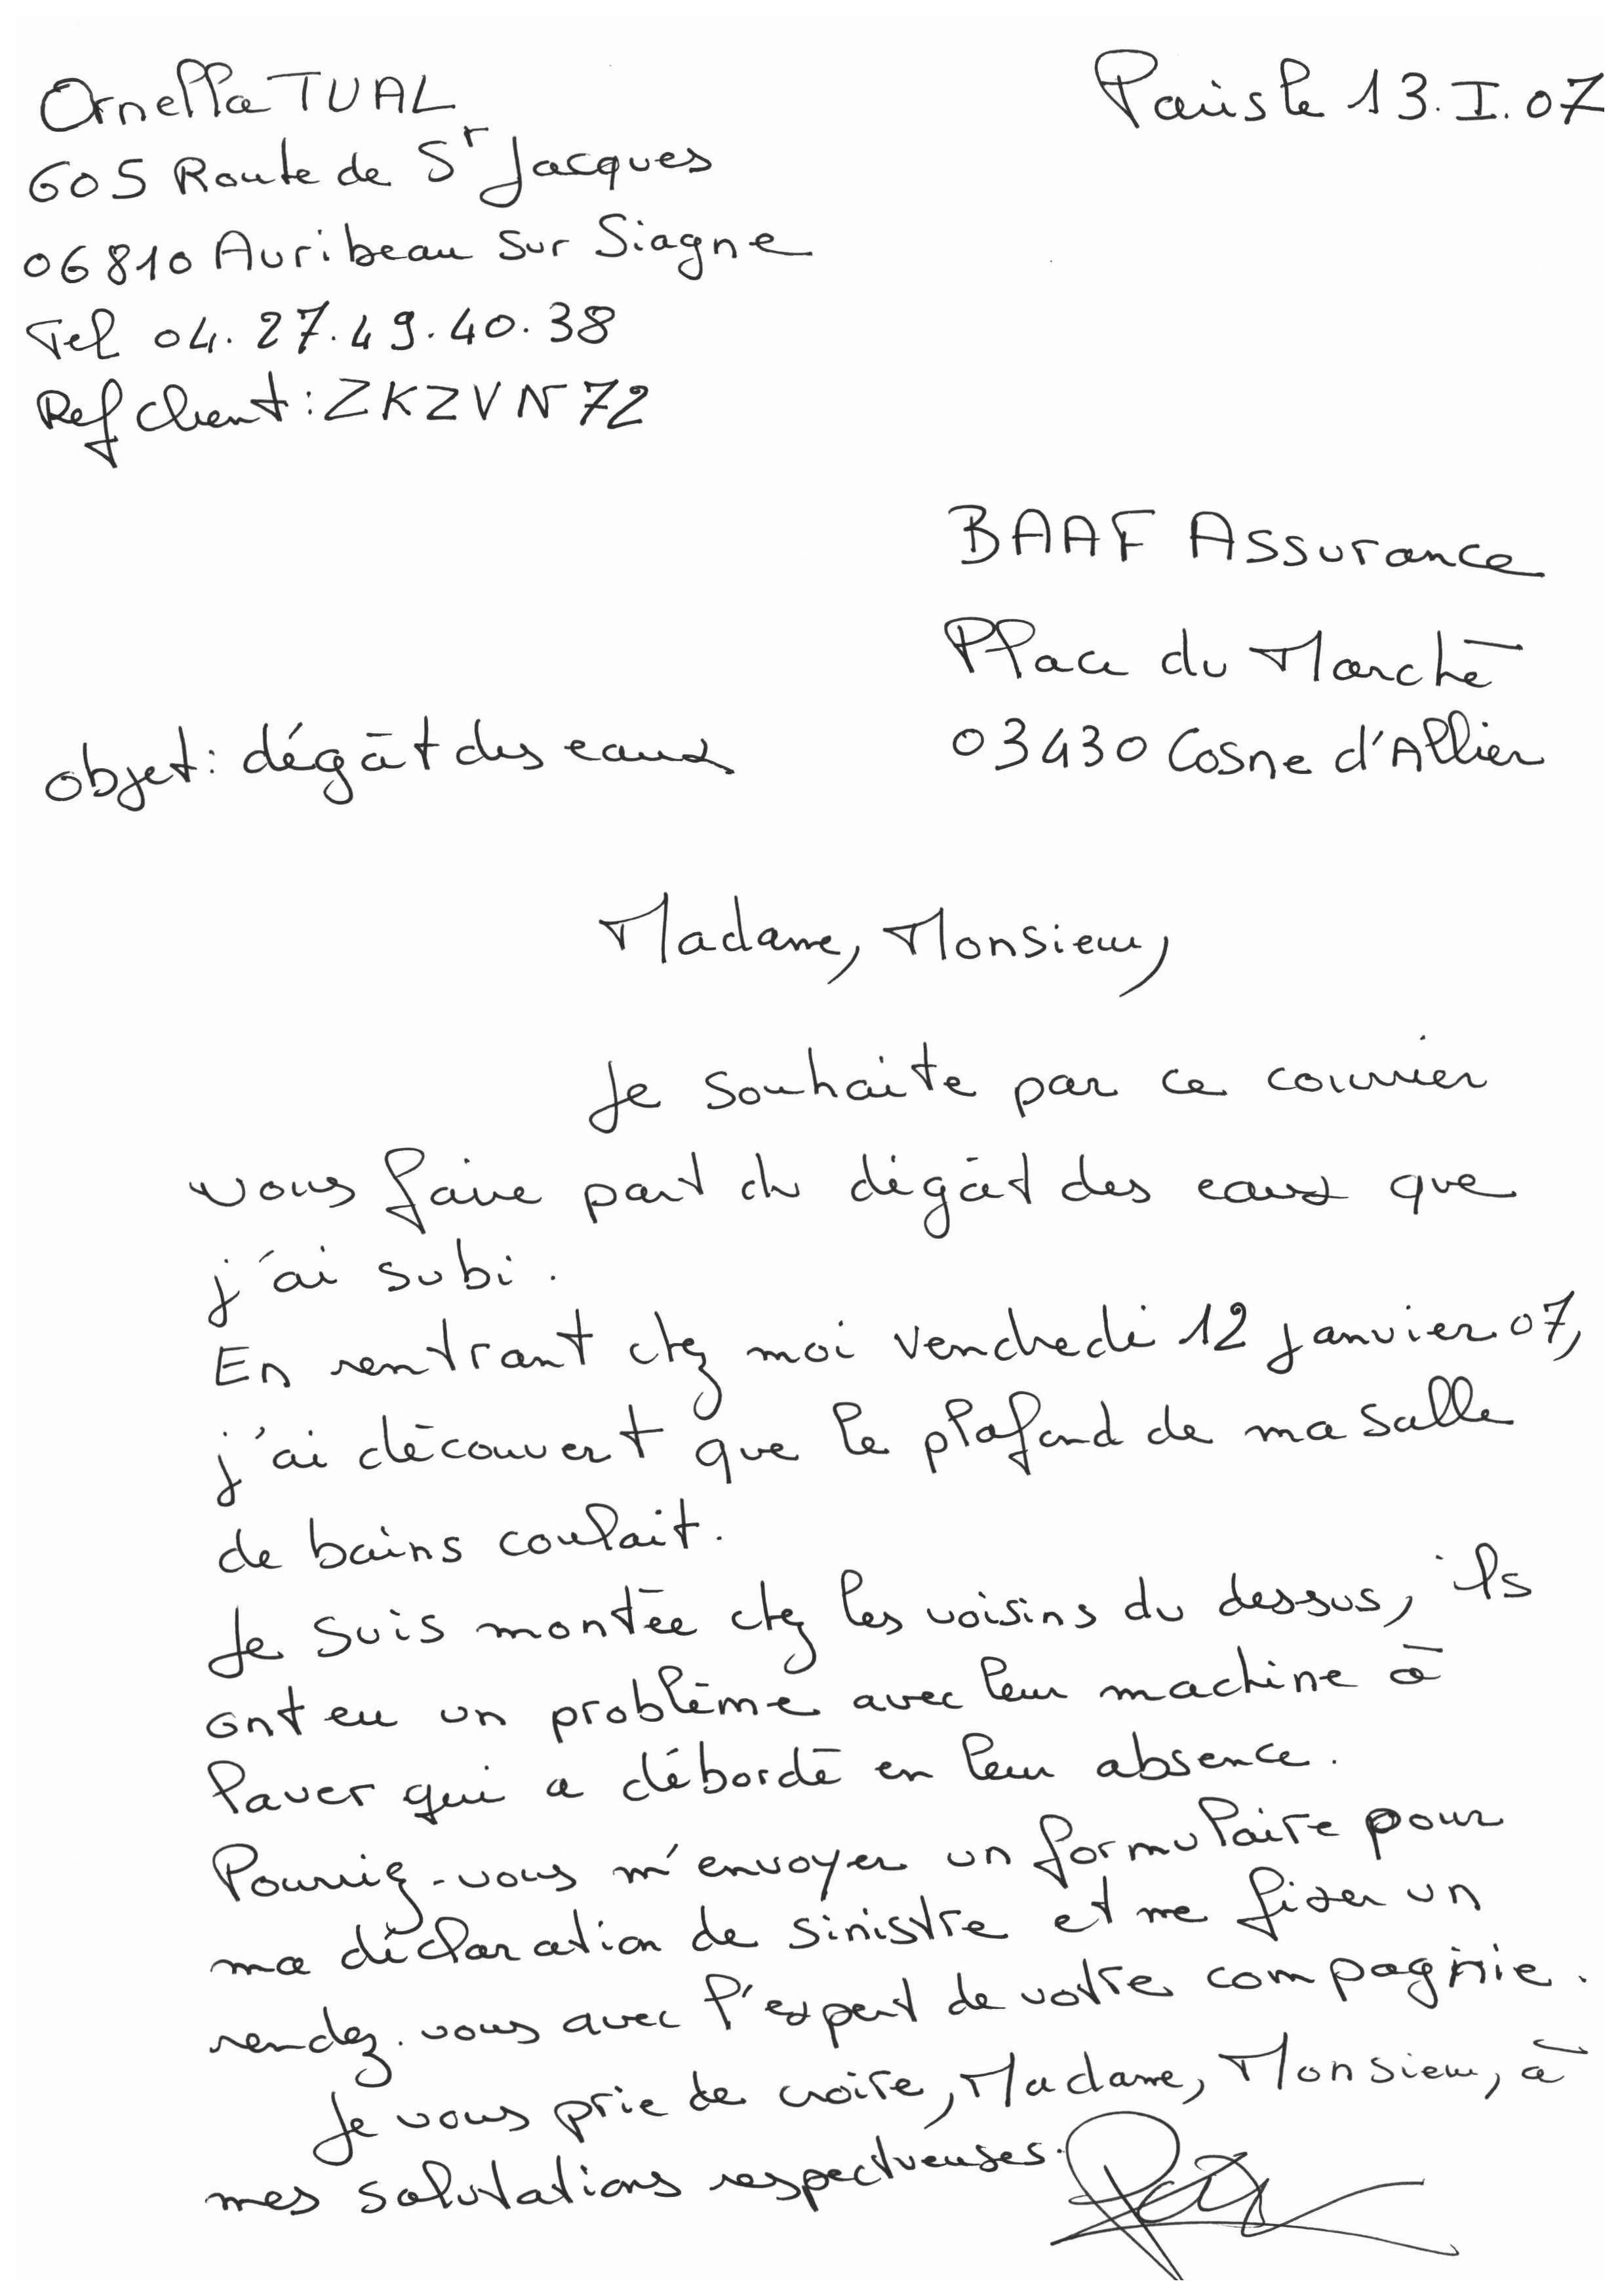 Ornella TUAL
Paris le 13.I.07
605 Route de St Jacques
06810 Auribeau sur Siagne
Tel 04.27.49.40.38
Ref client : ZKZVN72
BAAF Assurance
Place du Marché
03430 Cosne d'Allier
objet : dégât des eaux
Madame, Monsieur,
Je souhaite par ce courrier
vous faire part du dégât des eaux que
j'ai subi.
En rentrant chez moi vendredi 12 janvier 07,
j'ai découvert que le plafond de ma salle
de bains coulait.
Je suis montée chez les voisins du dessus, ils
ont eu un problème avec leur machine à
laver qui a débordé en leur absence.
Pourriez-vous m'envoyer un formulaire pour
ma déclaration de sinistre et me fixer un
rendez-vous avec l'expert de votre compagnie.
Je vous prie de croire, Madame, Monsieur, à
mes salutations respectueuses.